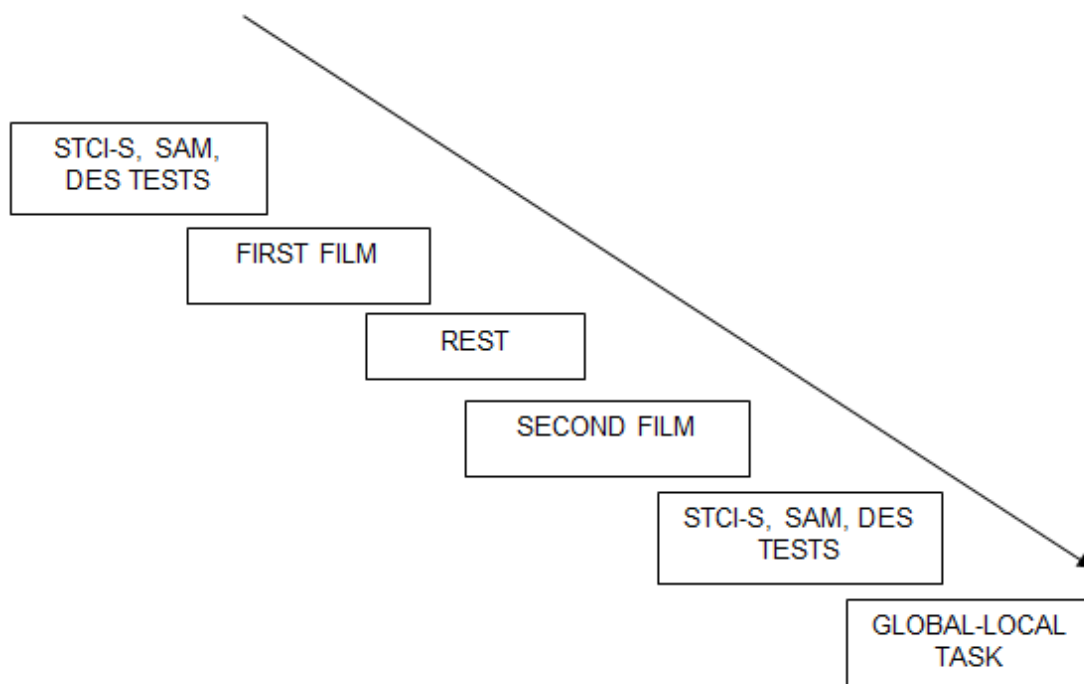 STCI-S, SAM,
DES TESTS
FIRST FILM
REST
SECOND FILM
STCI-S, SAM, DES
TESTS
GLOBAL-LOCAL
TASK